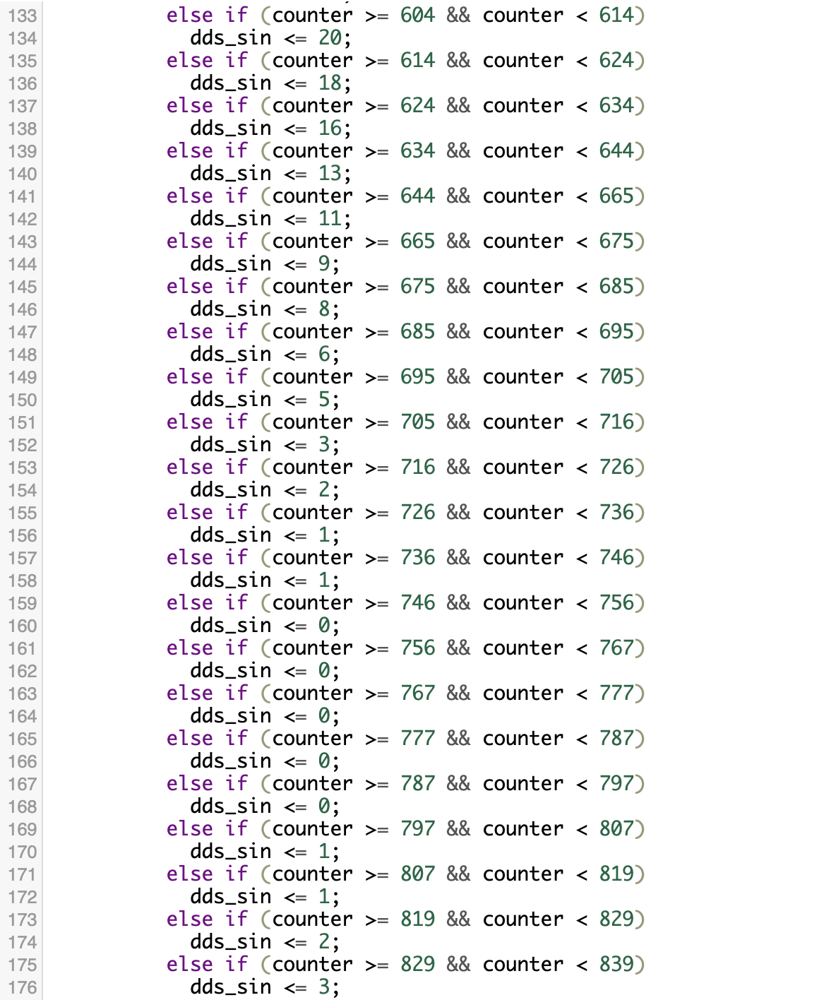 133 else if (counter >= 604 && counter < 614)
134 dds_sin <= 20;
135 else if (counter >= 614 && counter < 624)
136 dds_sin <= 18;
137 else if (counter >= 624 && counter < 634)
138 dds_sin <= 16;
139 else if (counter >= 634 && counter < 644)
140 dds_sin <= 13;
141 else if (counter >= 644 && counter < 665)
142 dds_sin <= 11;
143 else if (counter >= 665 && counter < 675)
144 dds_sin <= 9;
145 else if (counter >= 675 && counter < 685)
146 dds_sin <= 8;
147 else if (counter >= 685 && counter < 695)
148 dds_sin <= 6;
149 else if (counter >= 695 && counter < 705)
150 dds_sin <= 5;
151 else if (counter >= 705 && counter < 716)
152 dds_sin <= 3;
153 else if (counter >= 716 && counter < 726)
154 dds_sin <= 2;
155 else if (counter >= 726 && counter < 736)
156 dds_sin <= 1;
157 else if (counter >= 736 && counter < 746)
158 dds_sin <= 1;
159 else if (counter >= 746 && counter < 756)
160 dds_sin <= 0;
161 else if (counter >= 756 && counter < 767)
162 dds_sin <= 0;
163 else if (counter >= 767 && counter < 777)
164 dds_sin <= 0;
165 else if (counter >= 777 && counter < 787)
166 dds_sin <= 0;
167 else if (counter >= 787 && counter < 797)
168 dds_sin <= 0;
169 else if (counter >= 797 && counter < 807)
170 dds_sin <= 1;
171 else if (counter >= 807 && counter < 819)
172 dds_sin <= 1;
173 else if (counter >= 819 && counter < 829)
174 dds_sin <= 2;
175 else if (counter >= 829 && counter < 839)
176 dds_sin <= 3;